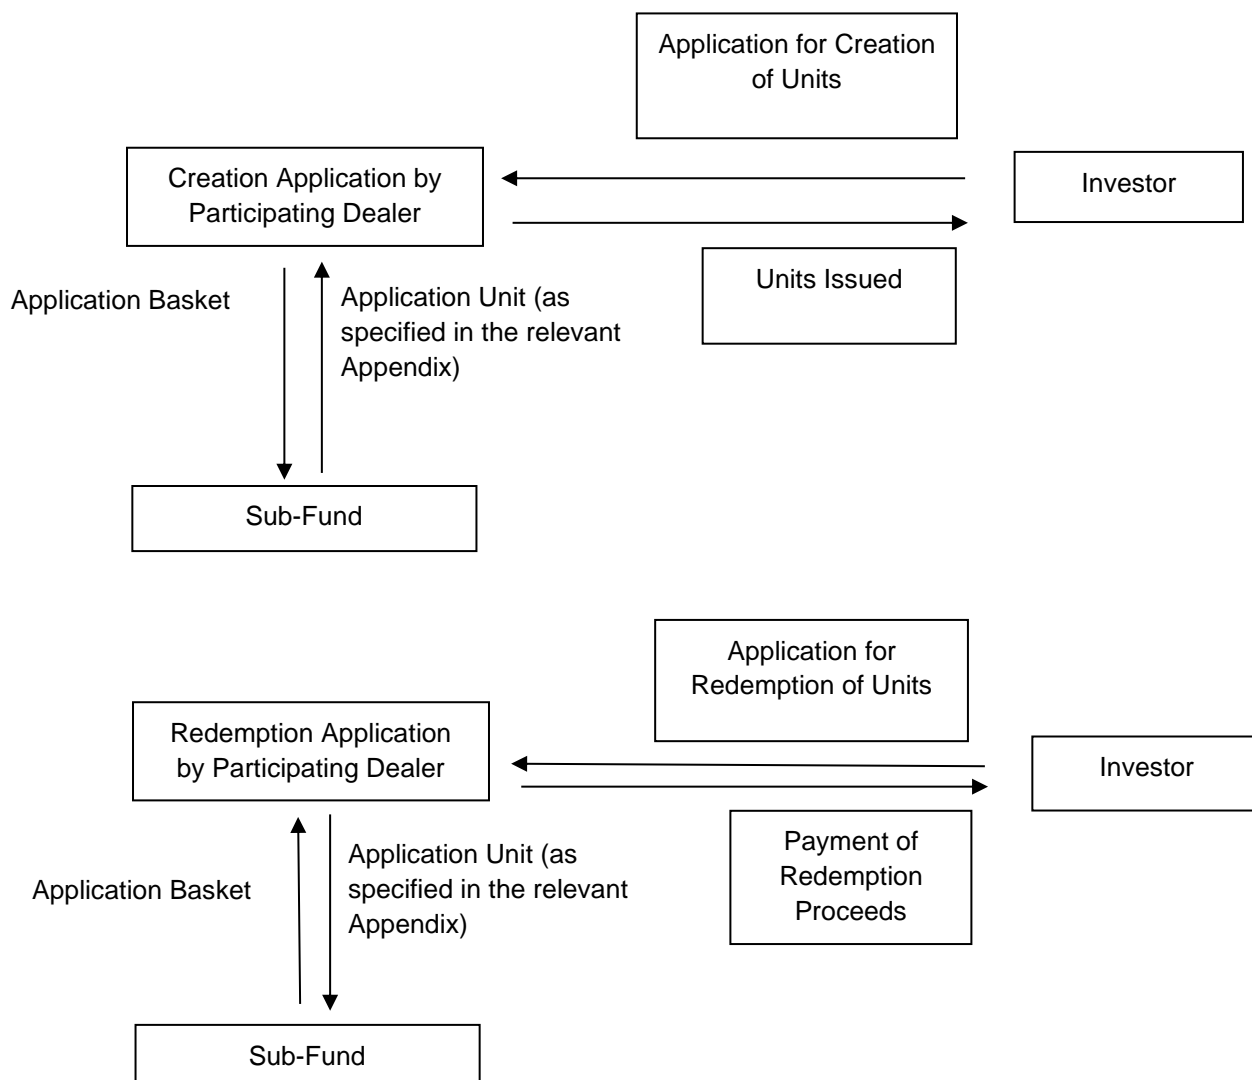 Application for Creation
of Units
Creation Application by
Participating Dealer
Investor
Units Issued
Application Basket
Application Unit (as
specified in the relevant
Appendix)
Sub-Fund
Application for
Redemption of Units
Redemption Application
by Participating Dealer
Investor
Payment of
Redemption
Proceeds
Application Basket
Application Unit (as
specified in the relevant
Appendix)
Sub-Fund